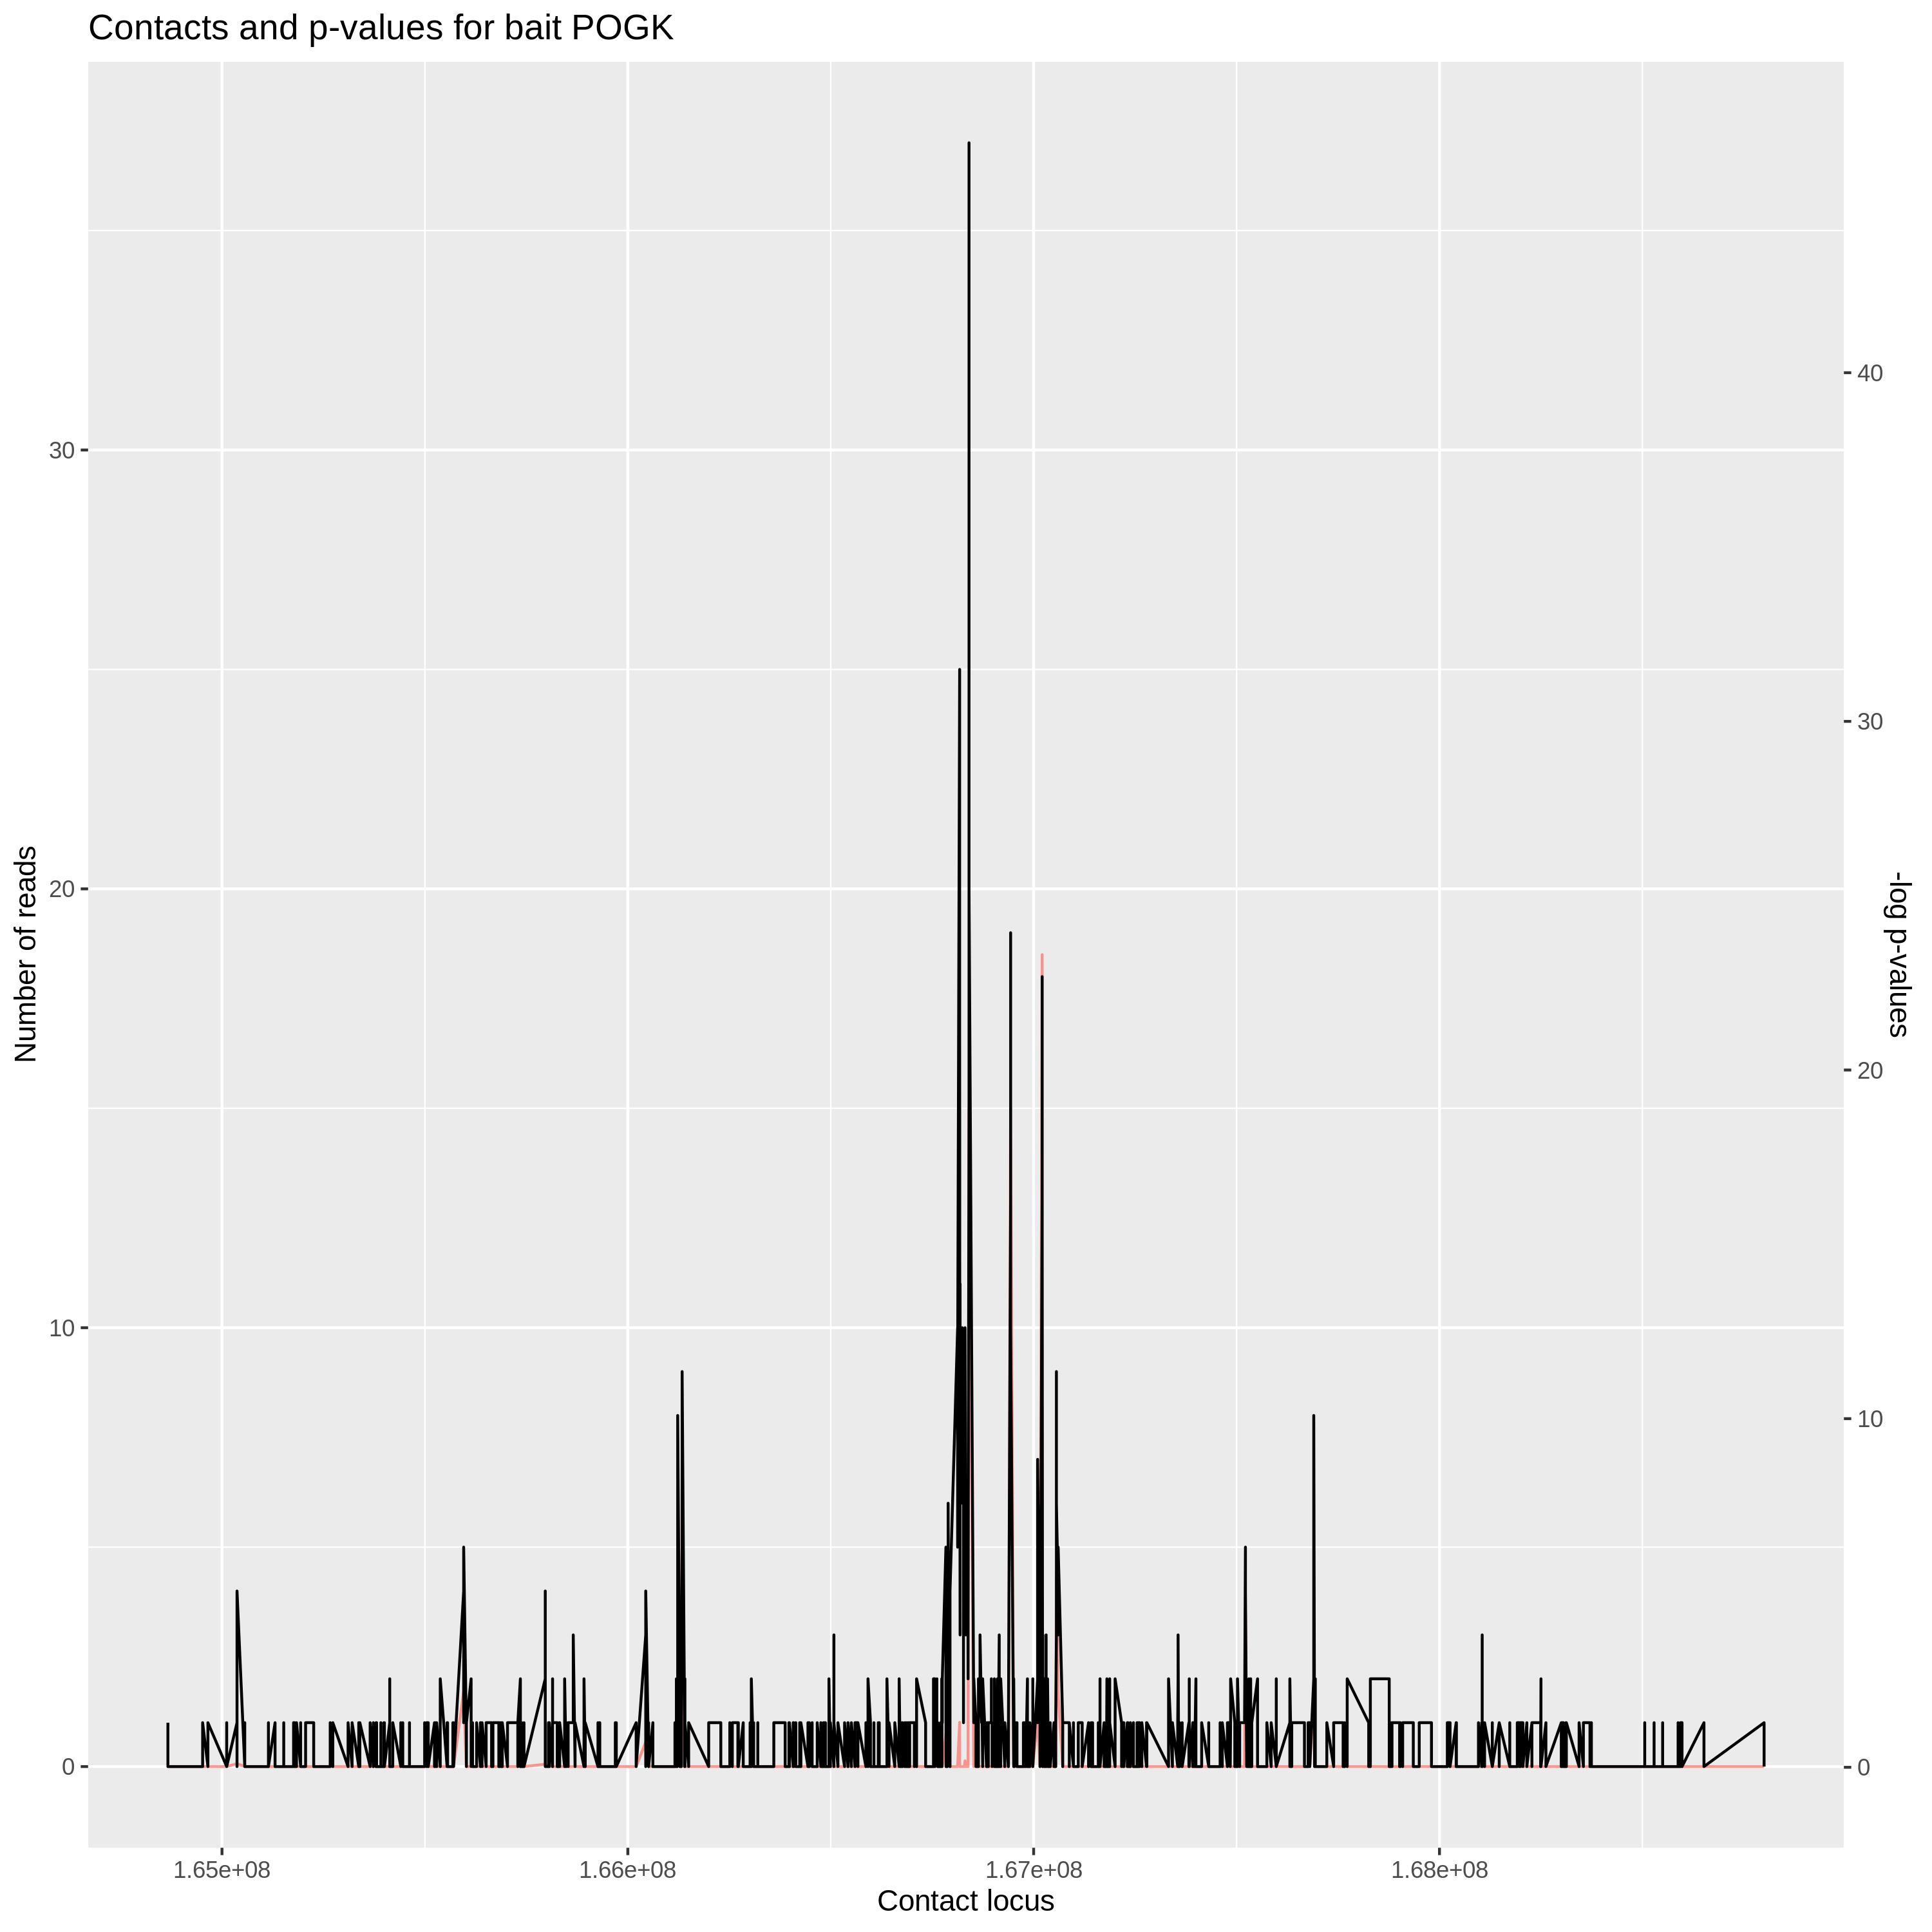 Contacts and p-values for bait POGK
Number of reads
30
20
10
0
40
30
20
10
0
-log p-values
1.65e+08
1.66e+08
1.67e+08
1.68e+08
Contact locus